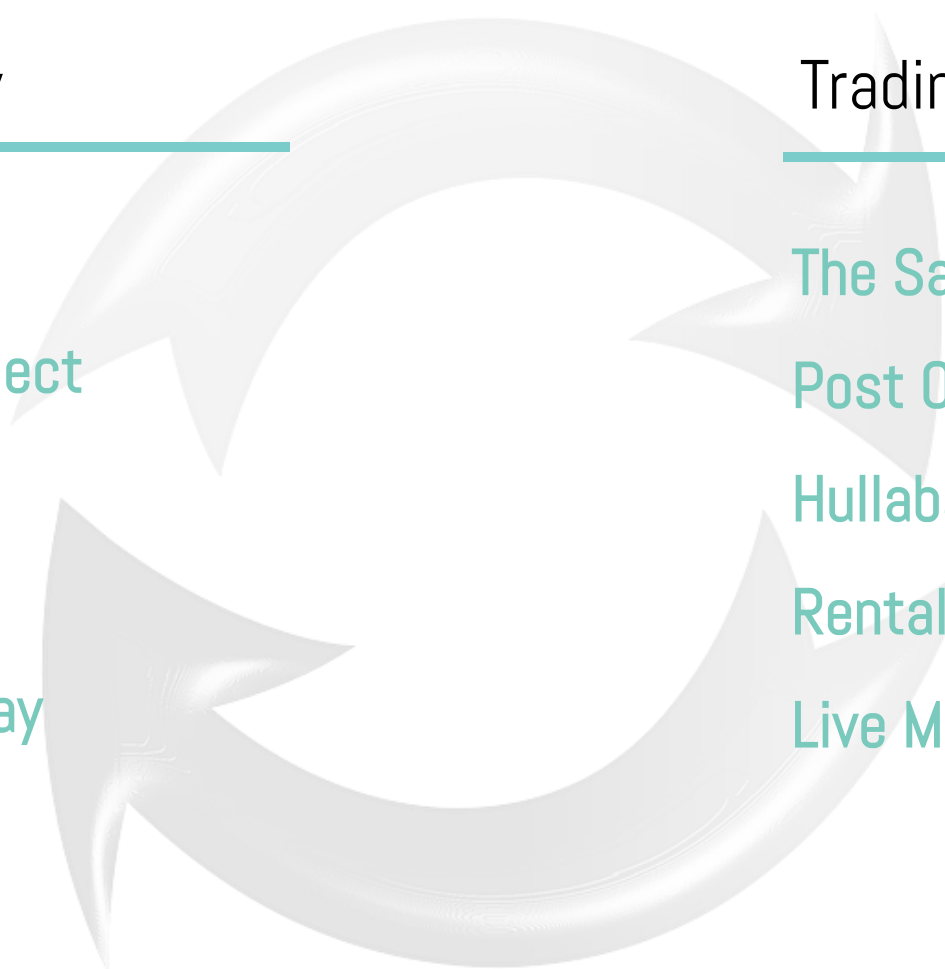 y
Tradin
The Sa
ect
Post O
Hullab
Rental
ay
Live M